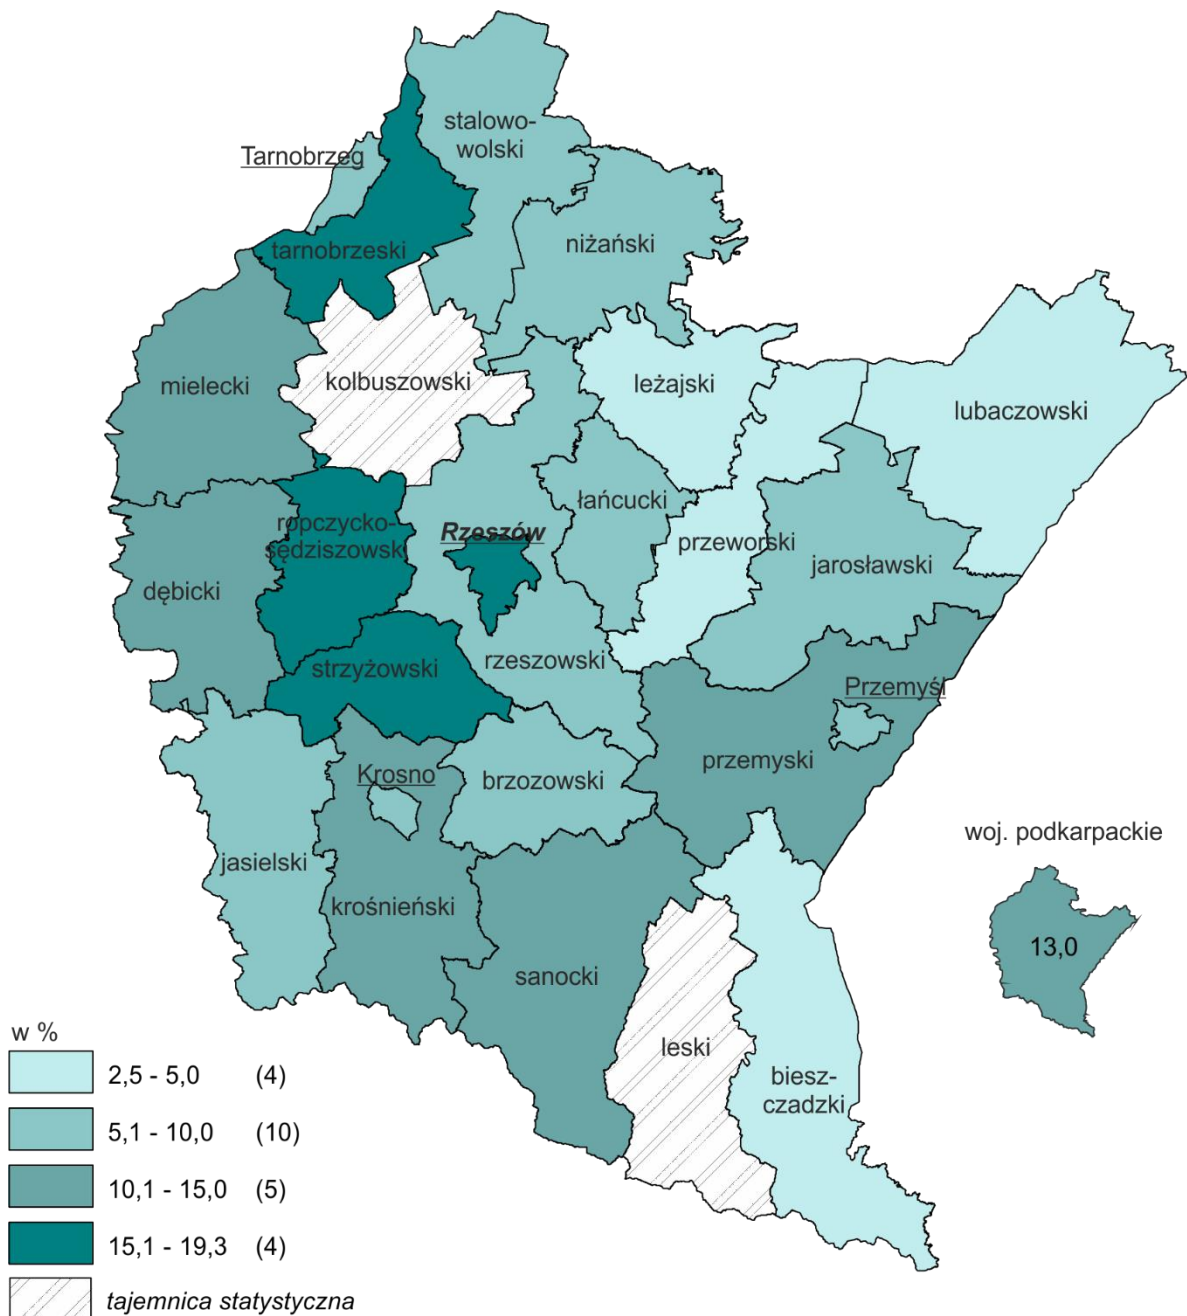 stalowo-
wolski
Tarnobrzeg
niżański
tarnobrzeski
mielecki
kolbuszowski
leżajski
lubaczowski
łańcucki
ropczycko-
sędziszowsk
Rzeszów
przeworski
jarosławski
dębicki
strzyżowski
rzeszowski
Przemyśl
przemyski
Krosno
brzozowski
woj. podkarpackie
jasielski
krośnieński
13,0
sanocki
leski
biesz-
czadzki
w %
2,5 - 5,0 (4)
5,1 - 10,0 (10)
10,1 - 15,0 (5)
15,1 - 19,3 (4)
tajemnica statystyczna